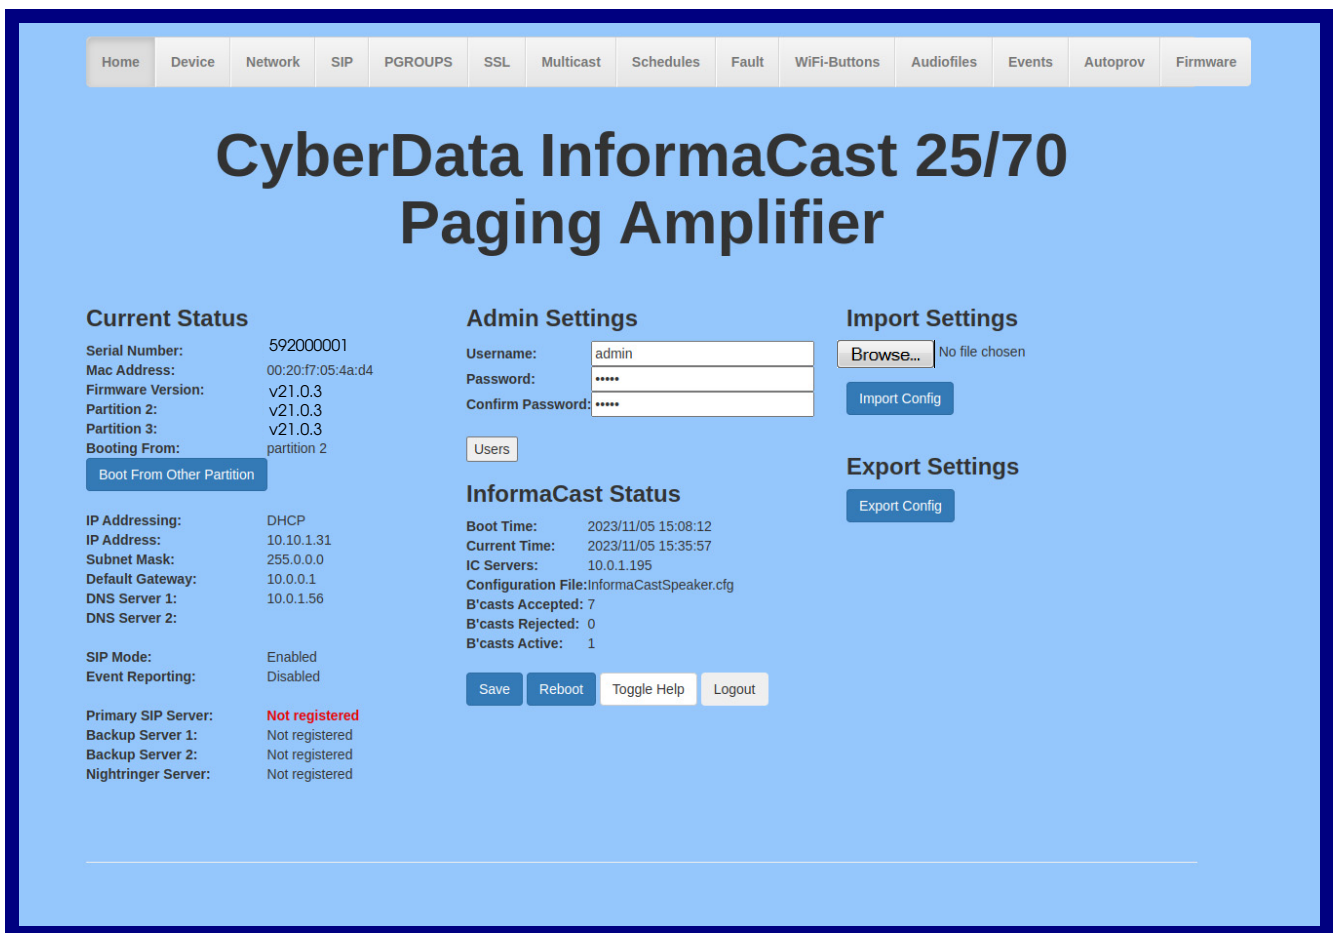 Home Device Network SIP PGROUPS SSL Multicast Schedules Fault WiFi-Buttons Audiofiles Events Autoprov Firmware
CyberData InformaCast 25/70
Paging Amplifier
Current Status
Serial Number: 592000001
Mac Address: 00:20:f7:05:4a:d4
Firmware Version: v21.0.3
Partition 2: v21.0.3
Partition 3: v21.0.3
Booting From: partition 2
Boot From Other Partition
IP Addressing: DHCP
IP Address: 10.10.1.31
Subnet Mask: 255.0.0.0
Default Gateway: 10.0.0.1
DNS Server 1: 10.0.1.56
DNS Server 2:
SIP Mode: Enabled
Event Reporting: Disabled
Primary SIP Server: Not registered
Backup Server 1: Not registered
Backup Server 2: Not registered
Nightringer Server: Not registered
Admin Settings
Username: admin
Password: •••••
Confirm Password: •••••
Users
InformaCast Status
Boot Time: 2023/11/05 15:08:12
Current Time: 2023/11/05 15:35:57
IC Servers: 10.0.1.195
Configuration File: InformaCastSpeaker.cfg
B'casts Accepted: 7
B'casts Rejected: 0
B'casts Active: 1
Save Reboot Toggle Help Logout
Import Settings
Browse... No file chosen
Import Config
Export Settings
Export Config